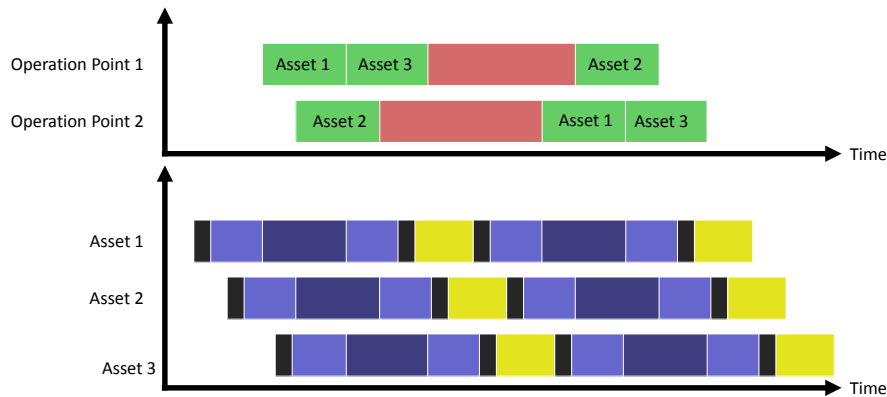 Operation Point 1
Asset 1
Asset 3
Asset 2
Operation Point 2
Asset 2
Asset 1
Asset 3
Time
Asset 1
Asset 2
Asset 3
Time